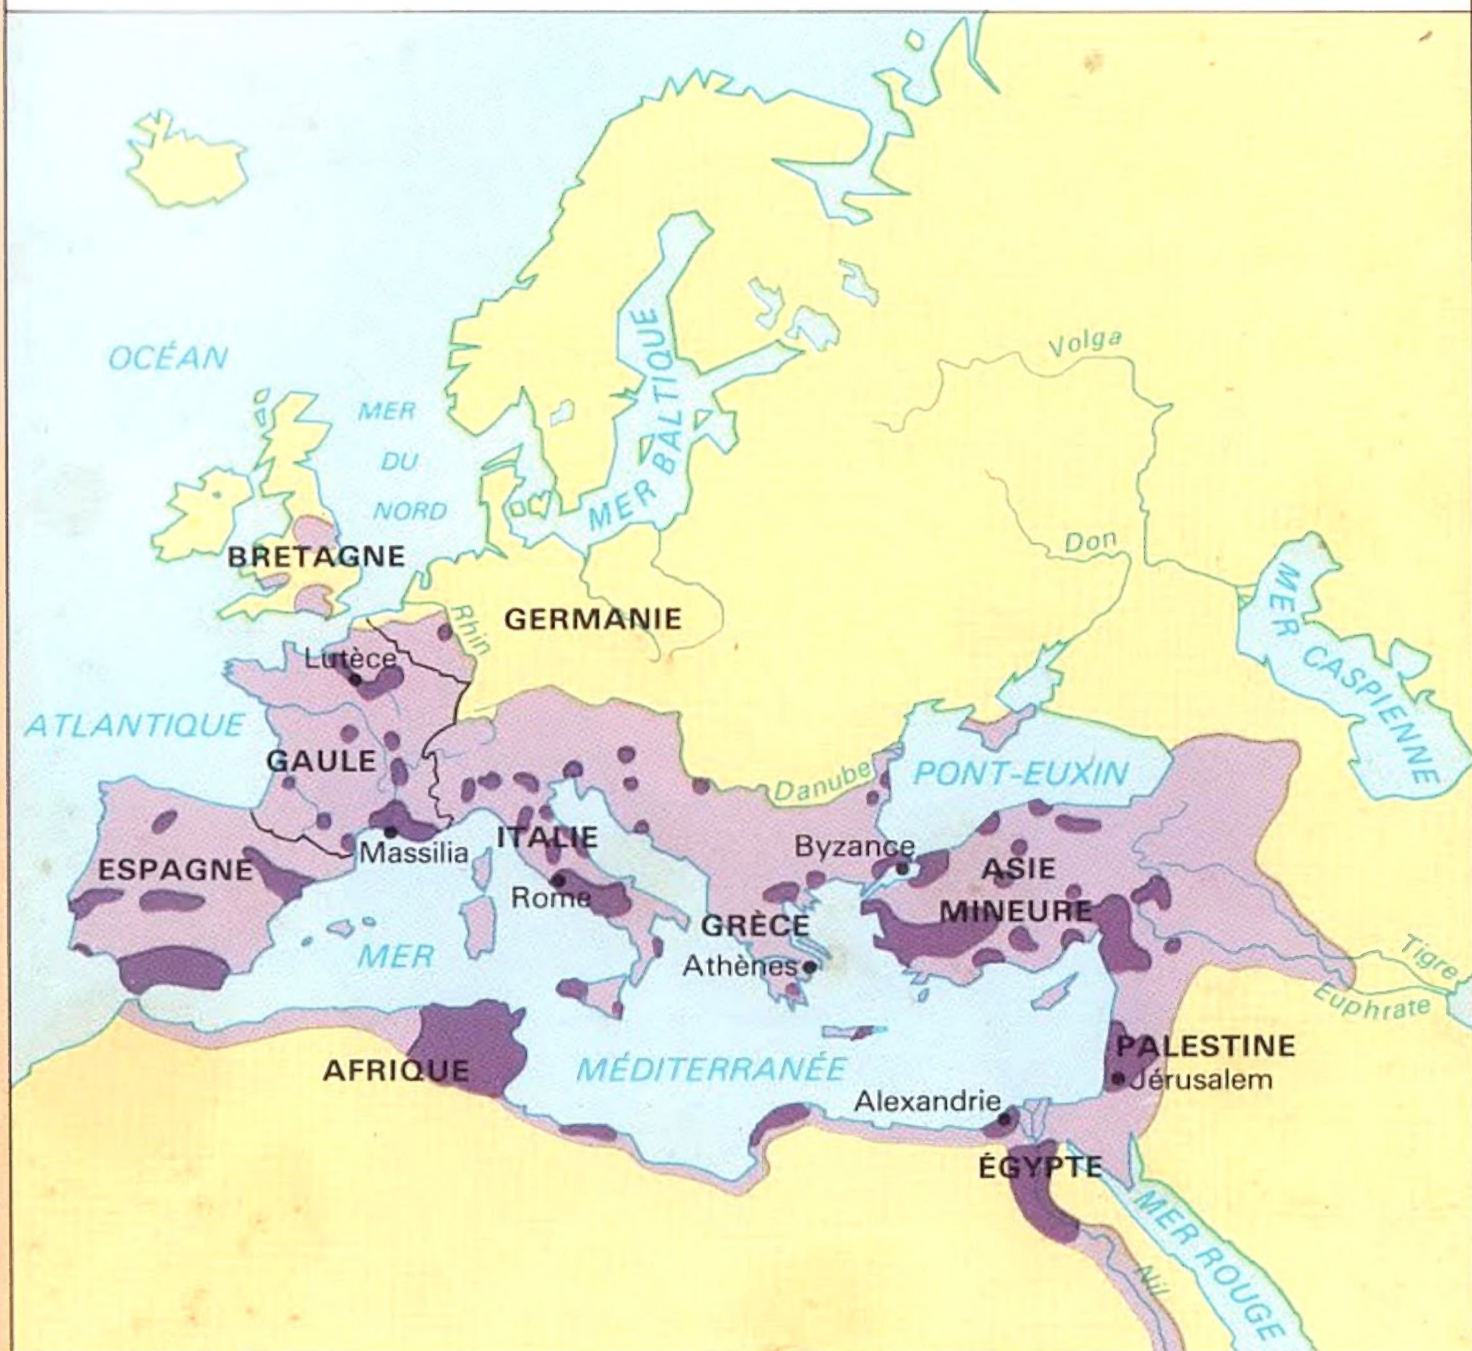 Volga
OCÉAN
MER
DU
NORD
MER BALTIQUE
Don
BRETAGNE
GERMANIE
Rhin
MER CASPIENNE
Lutèce
ATLANTIQUE
GAULE
PONT-EUXIN
Danube
ITALIE
Byzance
Massilia
ESPAGNE
ASIE
MINEURE
Rome
GRÈCE
MER
Athènes
Tigre
Euphrate
PALESTINE
AFRIQUE
MÉDITERRANÉE
Jérusalem
Alexandrie
ÉGYPTE
MER ROUGE
Nil